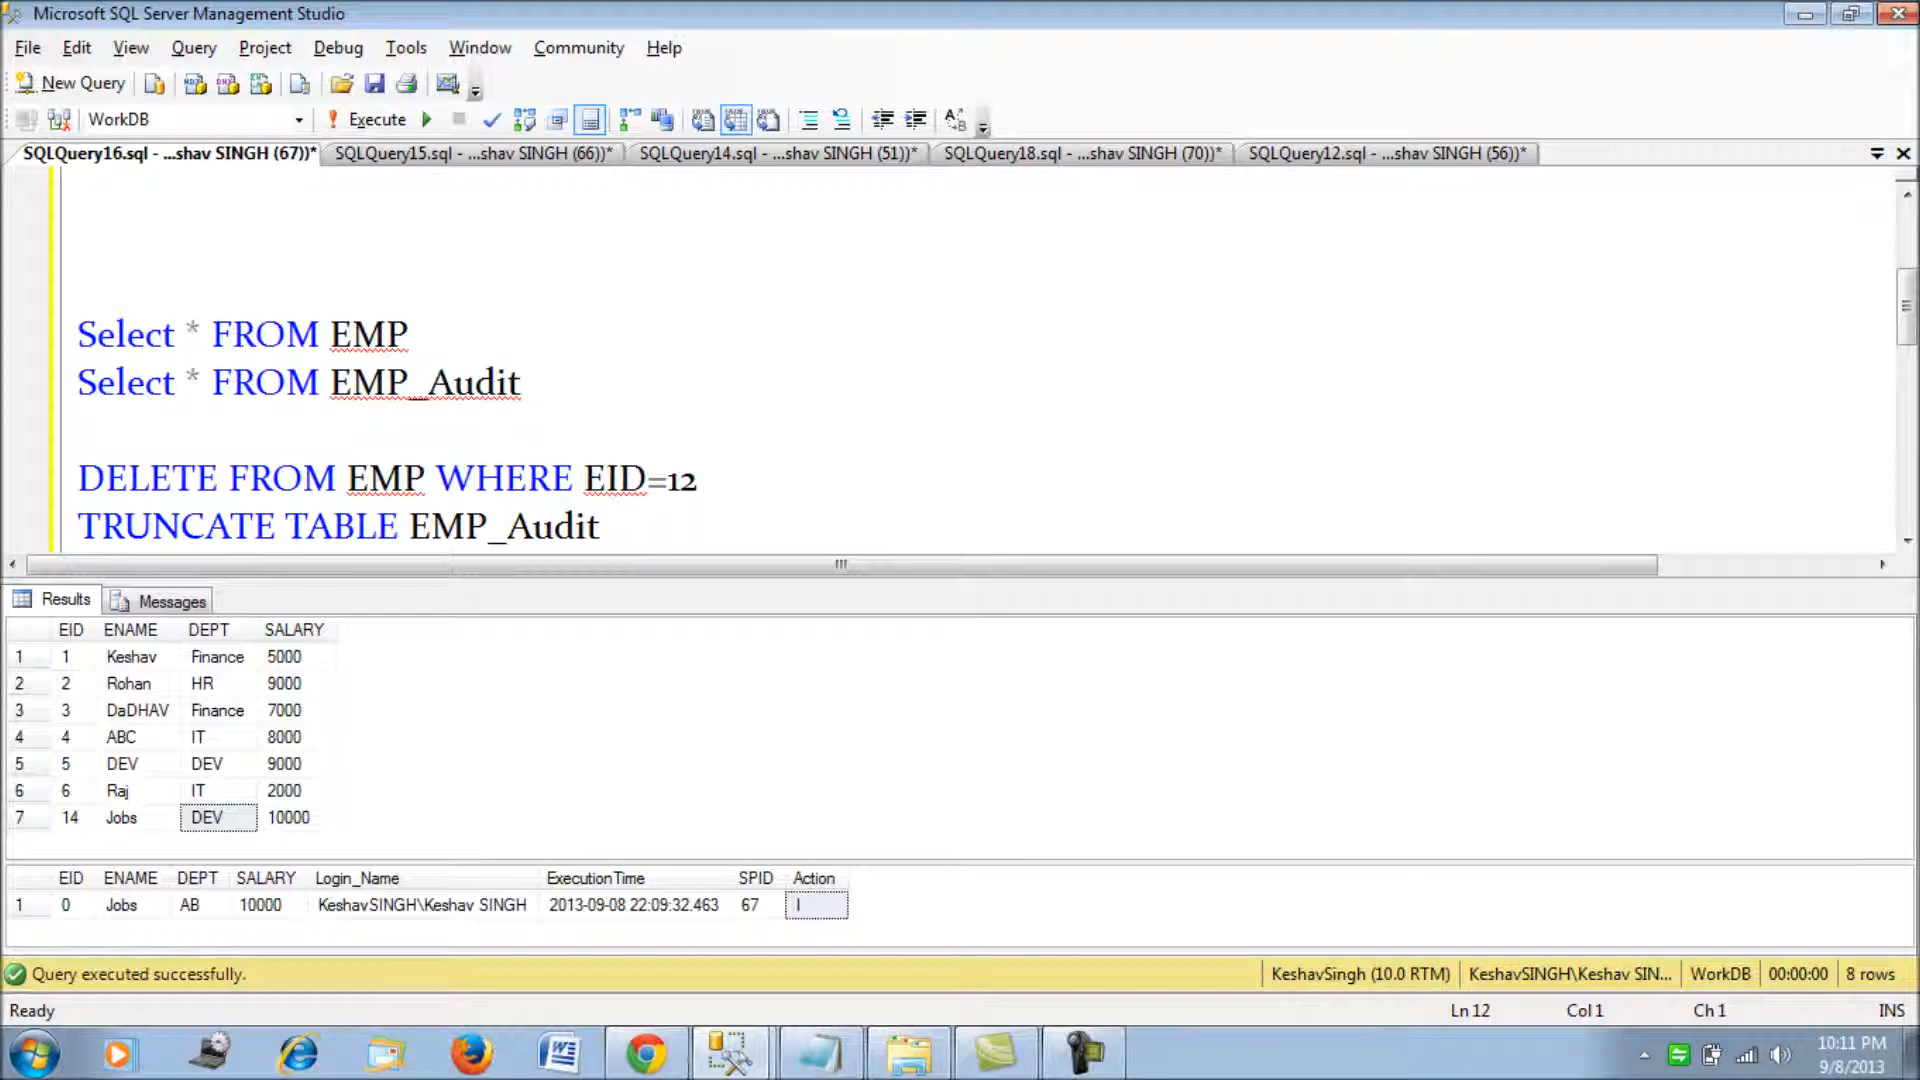 Microsoft SQL Server Management Studio
File Edit View Query Project Debug Tools Window Community Help
New Query
WorkDB Execute
SQLQuery16.sql - ...shav SINGH (67))* SQLQuery15.sql - ...shav SINGH (66))* SQLQuery14.sql - ...shav SINGH (51))* SQLQuery18.sql - ...shav SINGH (70))* SQLQuery12.sql - ...shav SINGH (56))*
Select * FROM EMP
Select * FROM EMP_Audit
DELETE FROM EMP WHERE EID=12
TRUNCATE TABLE EMP_Audit
Results Messages
EID ENAME DEPT SALARY
1 1 Keshav Finance 5000
2 2 Rohan HR 9000
3 3 DaDHAV Finance 7000
4 4 ABC IT 8000
5 5 DEV DEV 9000
6 6 Raj IT 2000
7 14 Jobs DEV 10000
EID ENAME DEPT SALARY Login_Name ExecutionTime SPID Action
1 0 Jobs AB 10000 KeshavSINGH\Keshav SINGH 2013-09-08 22:09:32.463 67 I
Query executed successfully. KeshavSingh (10.0 RTM) KeshavSINGH\Keshav SIN... WorkDB 00:00:00 8 rows
Ready Ln 12 Col 1 Ch 1 INS
10:11 PM
9/8/2013